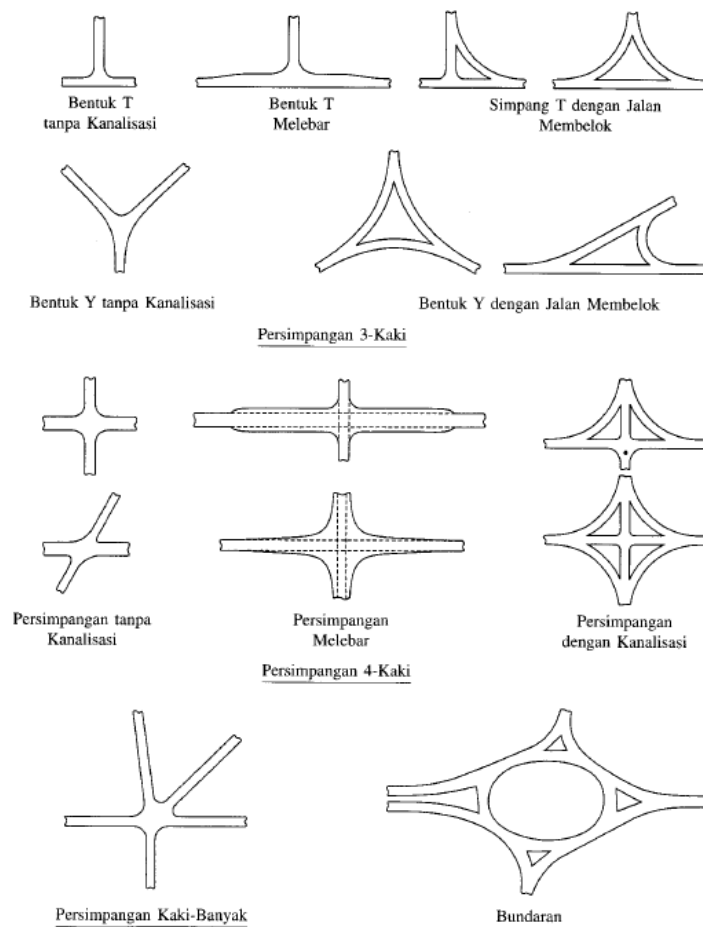 Bentuk T
tanpa Kanalisasi
Bentuk T
Melebar
Simpang T dengan Jalan
Membelok
Bentuk Y tanpa Kanalisasi
Bentuk Y dengan Jalan Membelok
Persimpangan 3-Kaki
Persimpangan tanpa
Kanalisasi
Persimpangan
Melebar
Persimpangan
dengan Kanalisasi
Persimpangan 4-Kaki
Persimpangan Kaki-Banyak
Bundaran